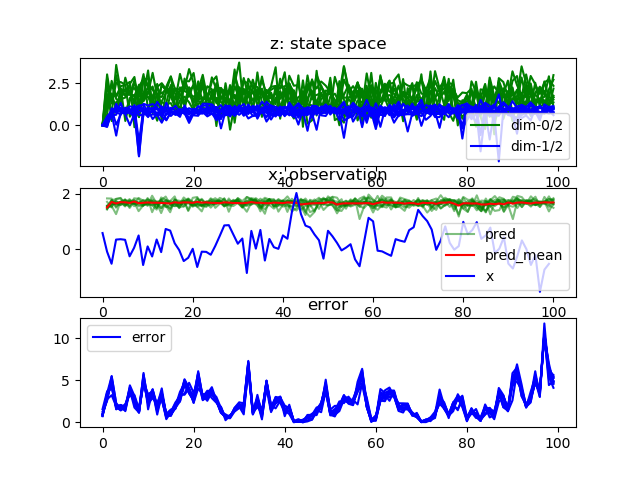 z: state space
2.5
0.0
dim-0/2
dim-1/2
0 20 40 60 80 100
x: observation
2
0
pred
pred_mean
x
0 20 40 60 80 100
error
10
5
0
error
0 20 40 60 80 100